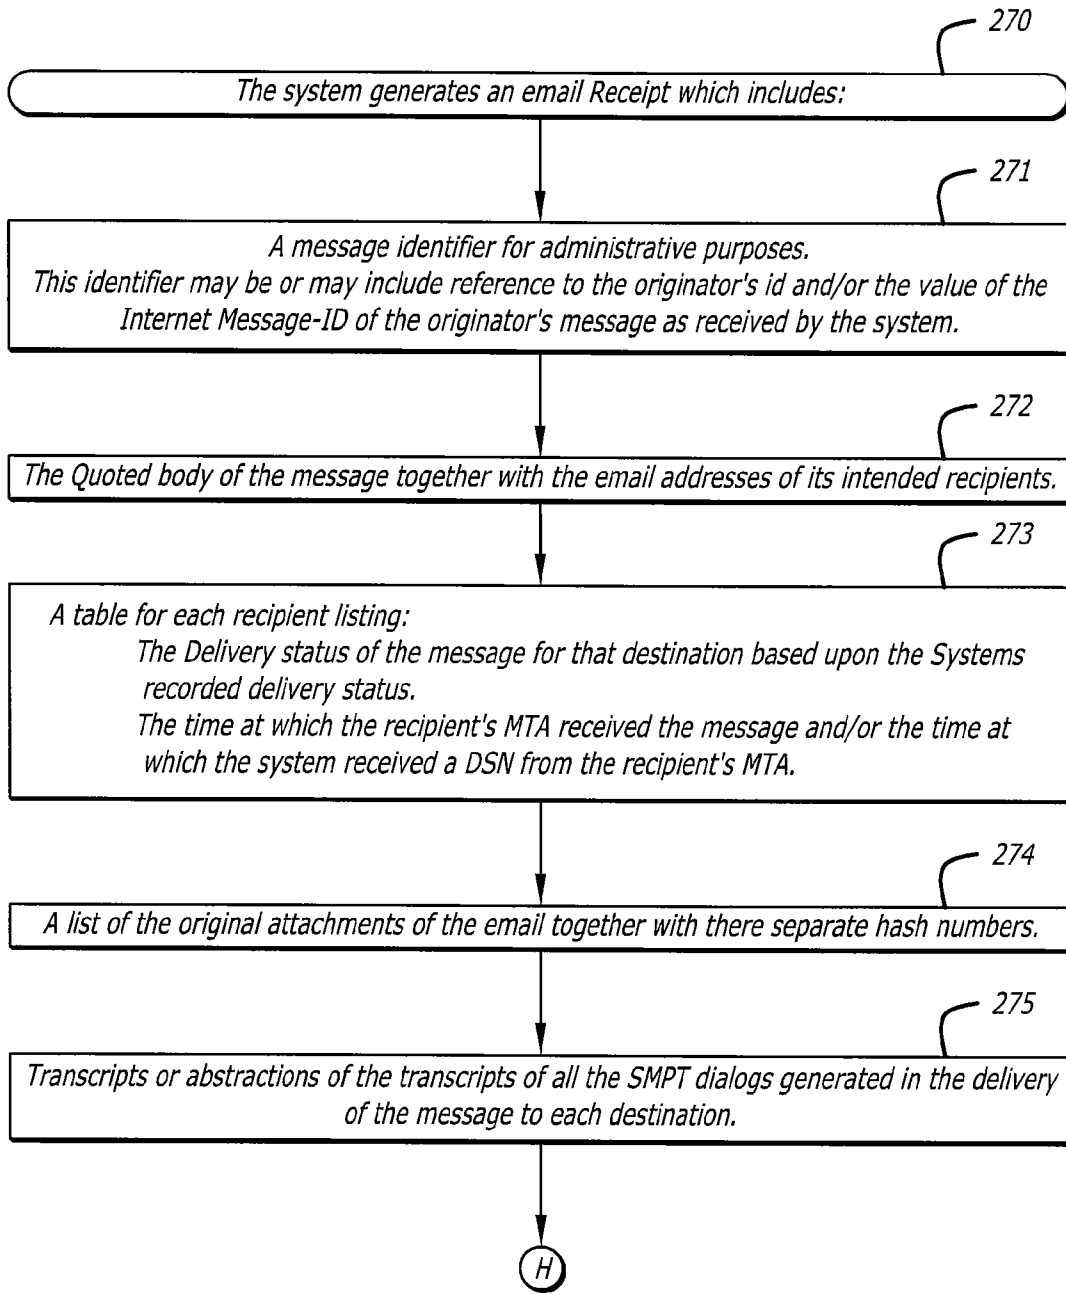 270
The system generates an email Receipt which includes:
271
A message identifier for administrative purposes.
This identifier may be or may include reference to the originator's id and/or the value of the
Internet Message-ID of the originator's message as received by the system.
272
The Quoted body of the message together with the email addresses of its intended recipients.
273
A table for each recipient listing:
The Delivery status of the message for that destination based upon the Systems
recorded delivery status.
The time at which the recipient's MTA received the message and/or the time at
which the system received a DSN from the recipient's MTA.
274
A list of the original attachments of the email together with there separate hash numbers.
275
Transcripts or abstractions of the transcripts of all the SMPT dialogs generated in the delivery
of the message to each destination.
H